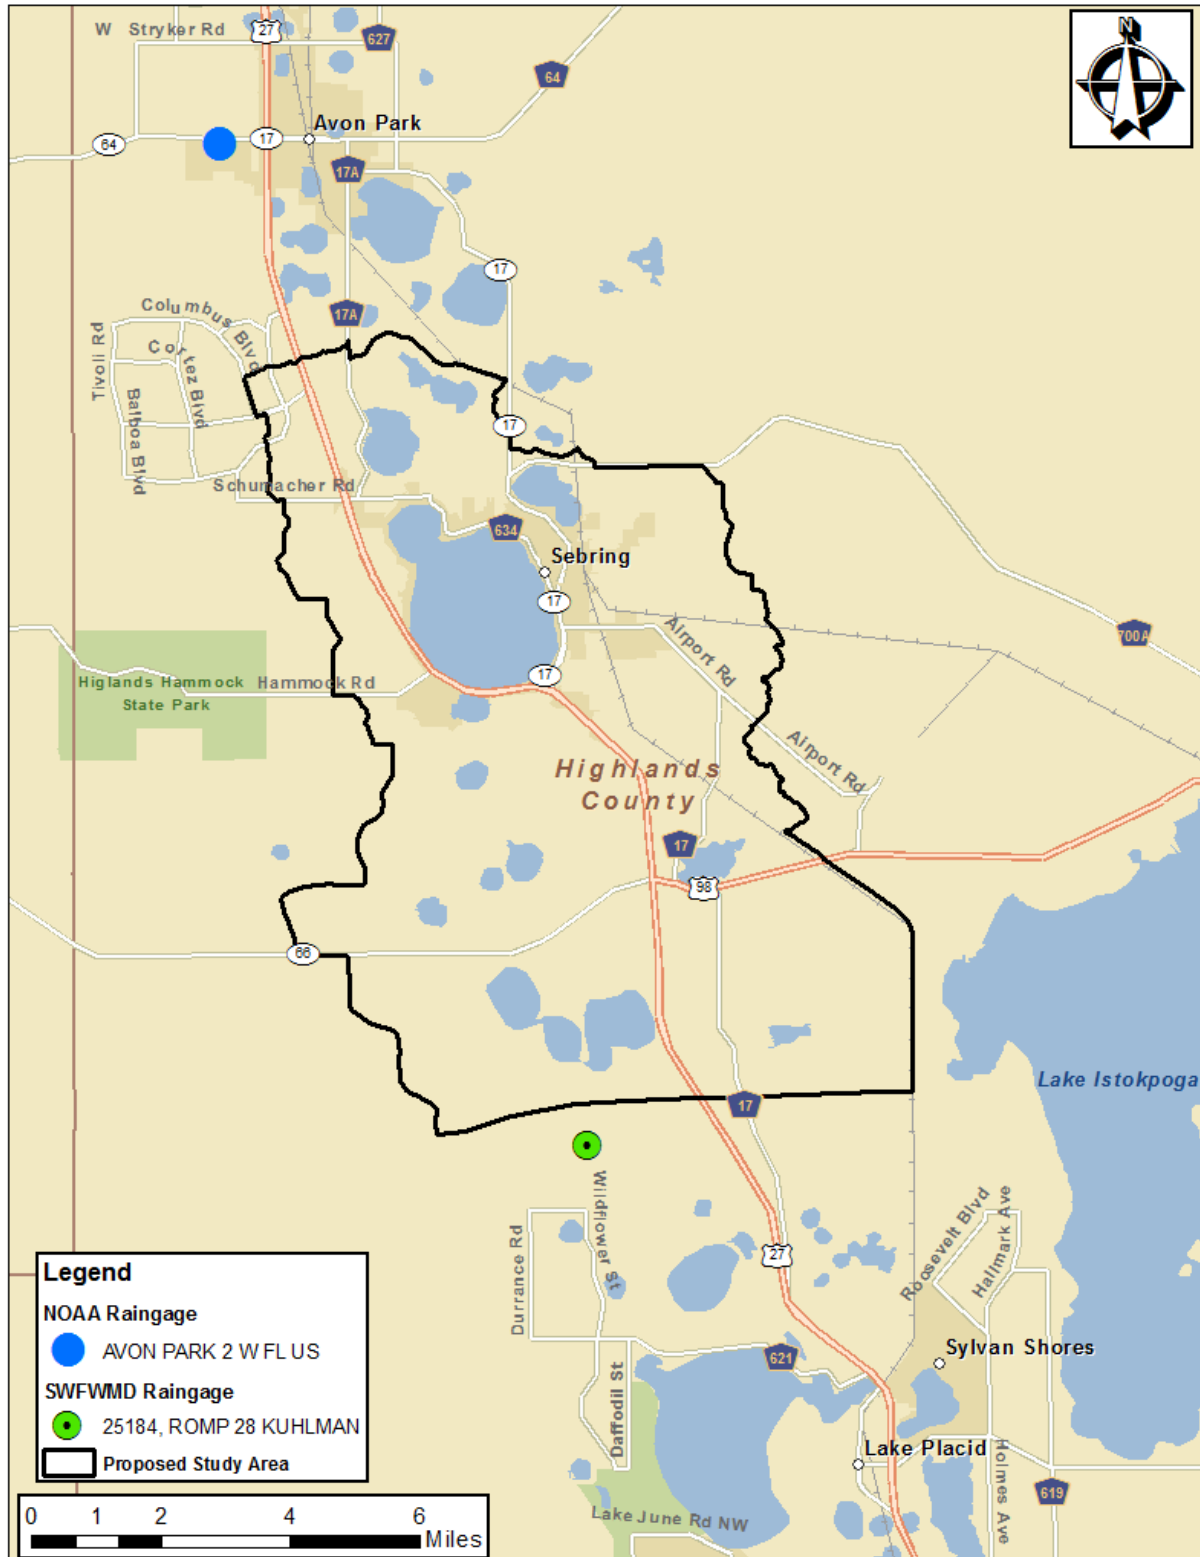 W Stryker Rd
27
627
64
N
64
17
Avon Park
17A
17
17A
Columbus Blvd
Cortez Blvd
Tivoli Rd
Balboa Blvd
17
Schumacher Rd
634
Sebring
17
Airport Rd
700A
17
Higlands Hammock
State Park
Hammock Rd
Airport Rd
Highlands
County
17
98
66
Lake Istokpoga
17
Wildflower St
Durrance Rd
27
Roosevelt Blvd
Hallmark Ave
621
Sylvan Shores
Daffodil St
Lake Placid
Holmes Ave
619
Lake June Rd NW
Legend
NOAA Raingage
AVON PARK 2 W FL US
SWFWMD Raingage
25184, ROMP 28 KUHLMAN
Proposed Study Area
0 1 2 4 6
Miles